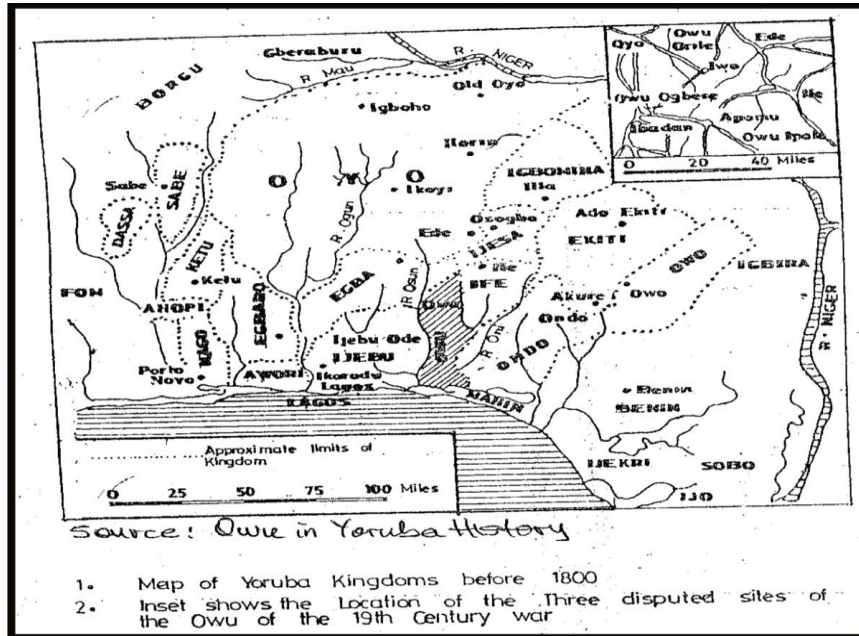 Gberaburu
R. NIGER
R Mau
Old Oyo
BORGU
Igboho
Ilorin
OYO
IGBOMINA
Illa
Sabe
SABE
DASSA
Ikoyi
R. Ogun
Osogbo
Ede
IJESA
Ado Ekiti
EKITI
KETU
Ketu
EGBA
R Osun
Ife
IFE
OWO
IGBIRA
FON
AHOPI
EGBADO
Akure
Owo
Ondo
R. NIGER
Ijebu Ode
IJEBU
R. Oni
ONDO
NAGO
Porto
Novo
AWORI
Ikorodu
Lagos
LAGOS
MAHIN
Benin
BENIN
IJEKRI
SOBO
IJO
Approximate limits of
Kingdom
0 25 50 75 100 Miles
Oyo
Owu
Orile
Ede
Iwo
Owu Ogbere
Ife
Ibadan
Apomu
Owu Ipole
0 20 40 Miles
Source: Owu in Yoruba History
1. Map of Yoruba Kingdoms before 1800
2. Inset shows the Location of the Three disputed sites of
the Owu of the 19th Century war